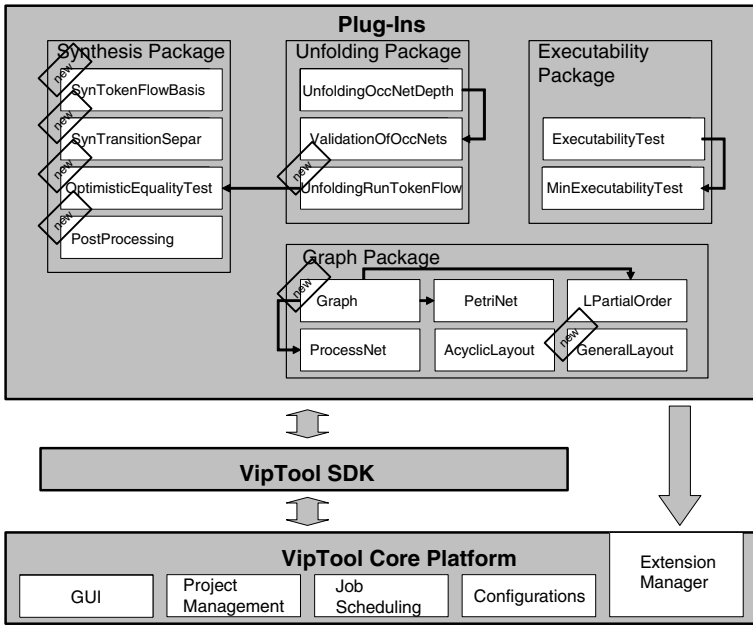 Plug-Ins
Synthesis Package
new
SynTokenFlowBasis
new
SynTransitionSepar
new
OptimisticEqualityTest
new
PostProcessing
Unfolding Package
UnfoldingOccNetDepth
ValidationOfOccNets
new
UnfoldingRunTokenFlow
Executability
Package
ExecutabilityTest
MinExecutabilityTest
Graph Package
new
Graph
PetriNet
LPartialOrder
ProcessNet
AcyclicLayout
new
GeneralLayout
VipTool SDK
VipTool Core Platform
GUI
Project
Management
Job
Scheduling
Configurations
Extension
Manager